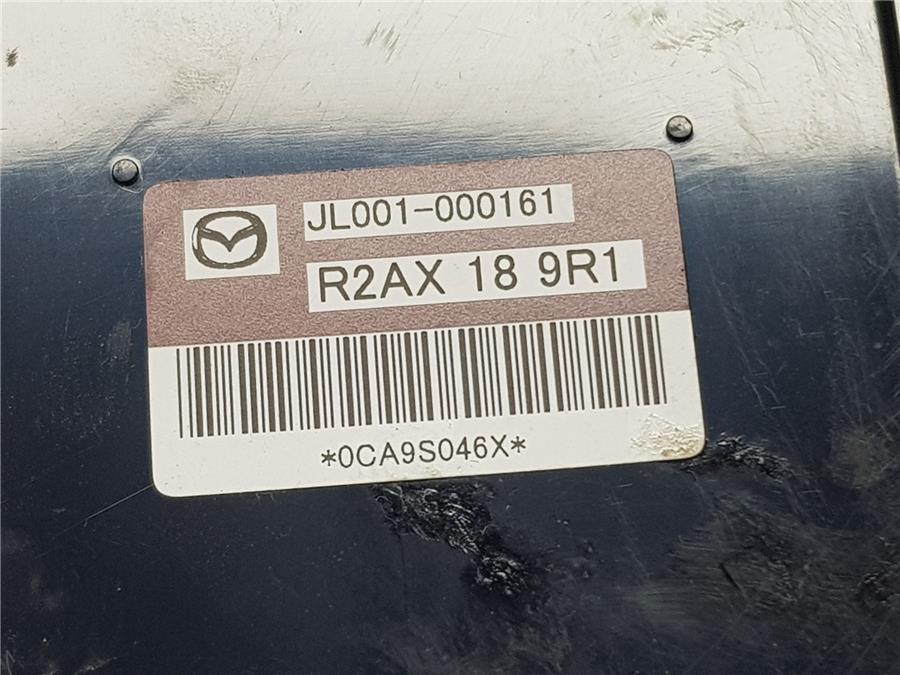 JL001-000161
R2AX 18 9R1
*0CA9S046X*